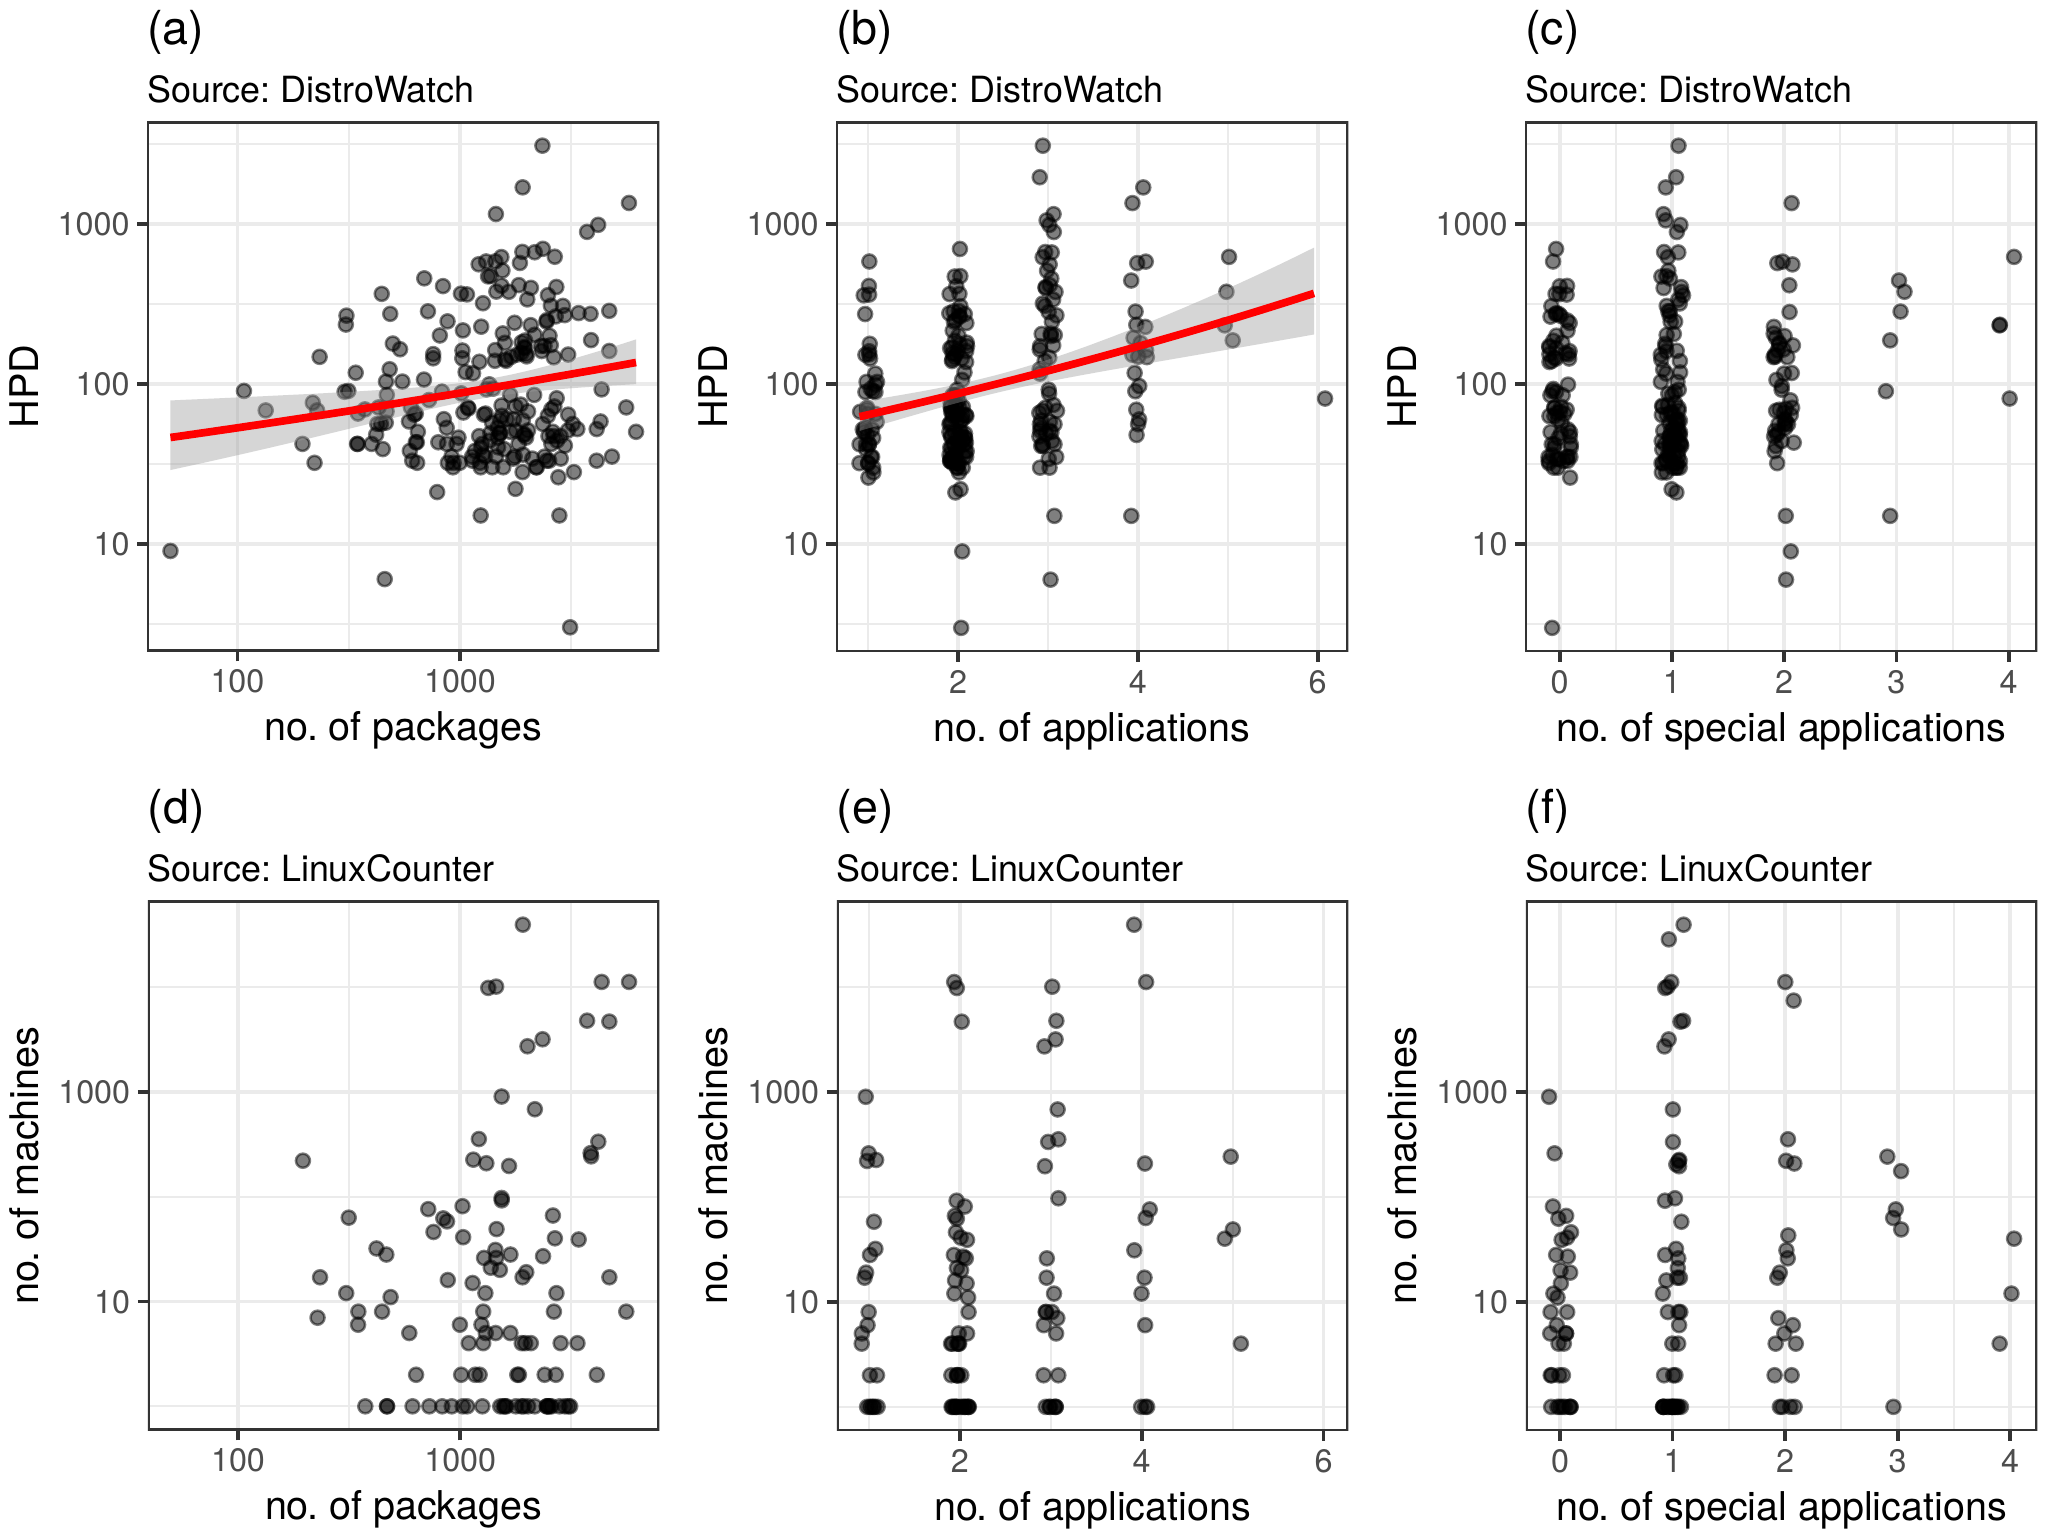 (a)
Source: DistroWatch
HPD
1000
100
10
100 1000
no. of packages
(b)
Source: DistroWatch
HPD
1000
100
10
2 4 6
no. of applications
(c)
Source: DistroWatch
HPD
1000
100
10
0 1 2 3 4
no. of special applications
(d)
Source: LinuxCounter
no. of machines
1000
10
100 1000
no. of packages
(e)
Source: LinuxCounter
no. of machines
1000
10
2 4 6
no. of applications
(f)
Source: LinuxCounter
no. of machines
1000
10
0 1 2 3 4
no. of special applications